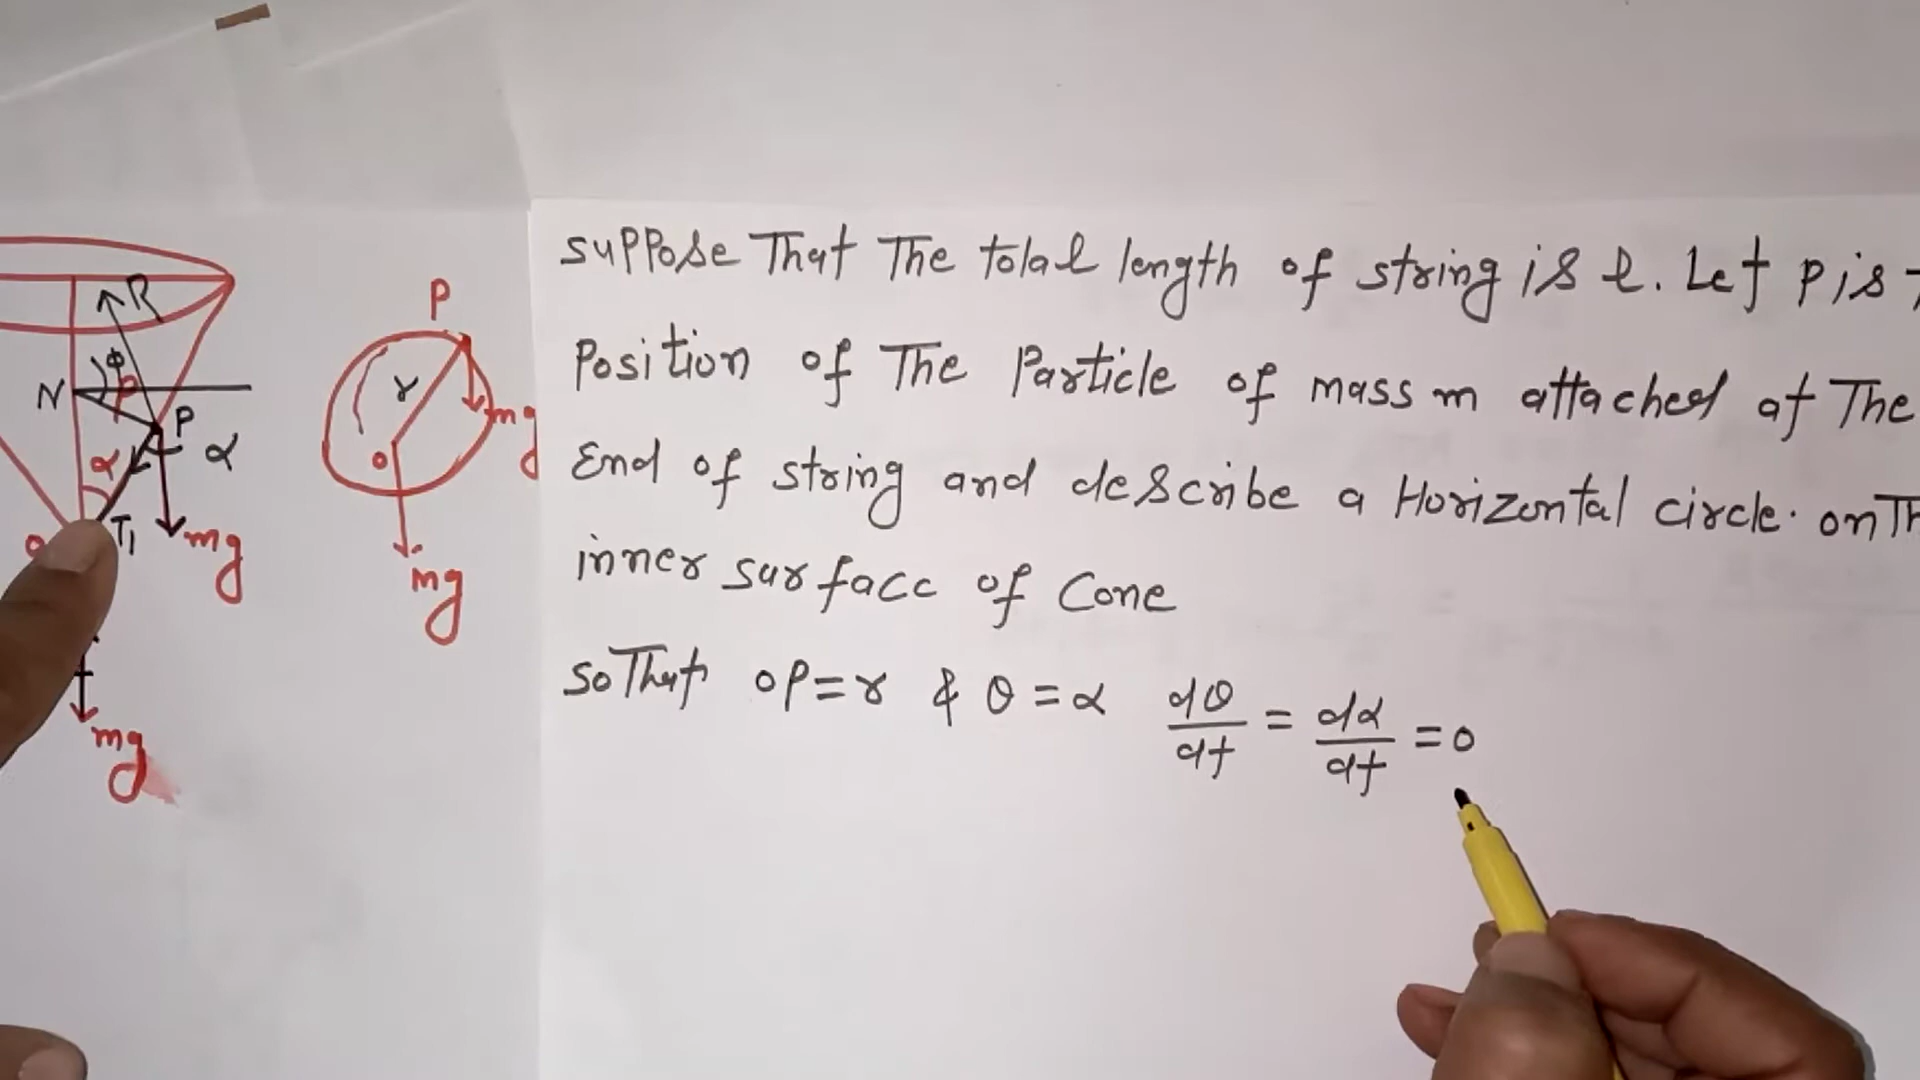 R
φ
N
P
P
α
α
T1
mg
mg
P
r
o
mg
mg
suppose That The tolal length of string is l. Let p is
Position of The Particle of mass m attached at The
End of string and describe a Horizontal circle. on Th
inner surface of Cone
so That op=r & θ=α dθ/dt = dα/dt =0